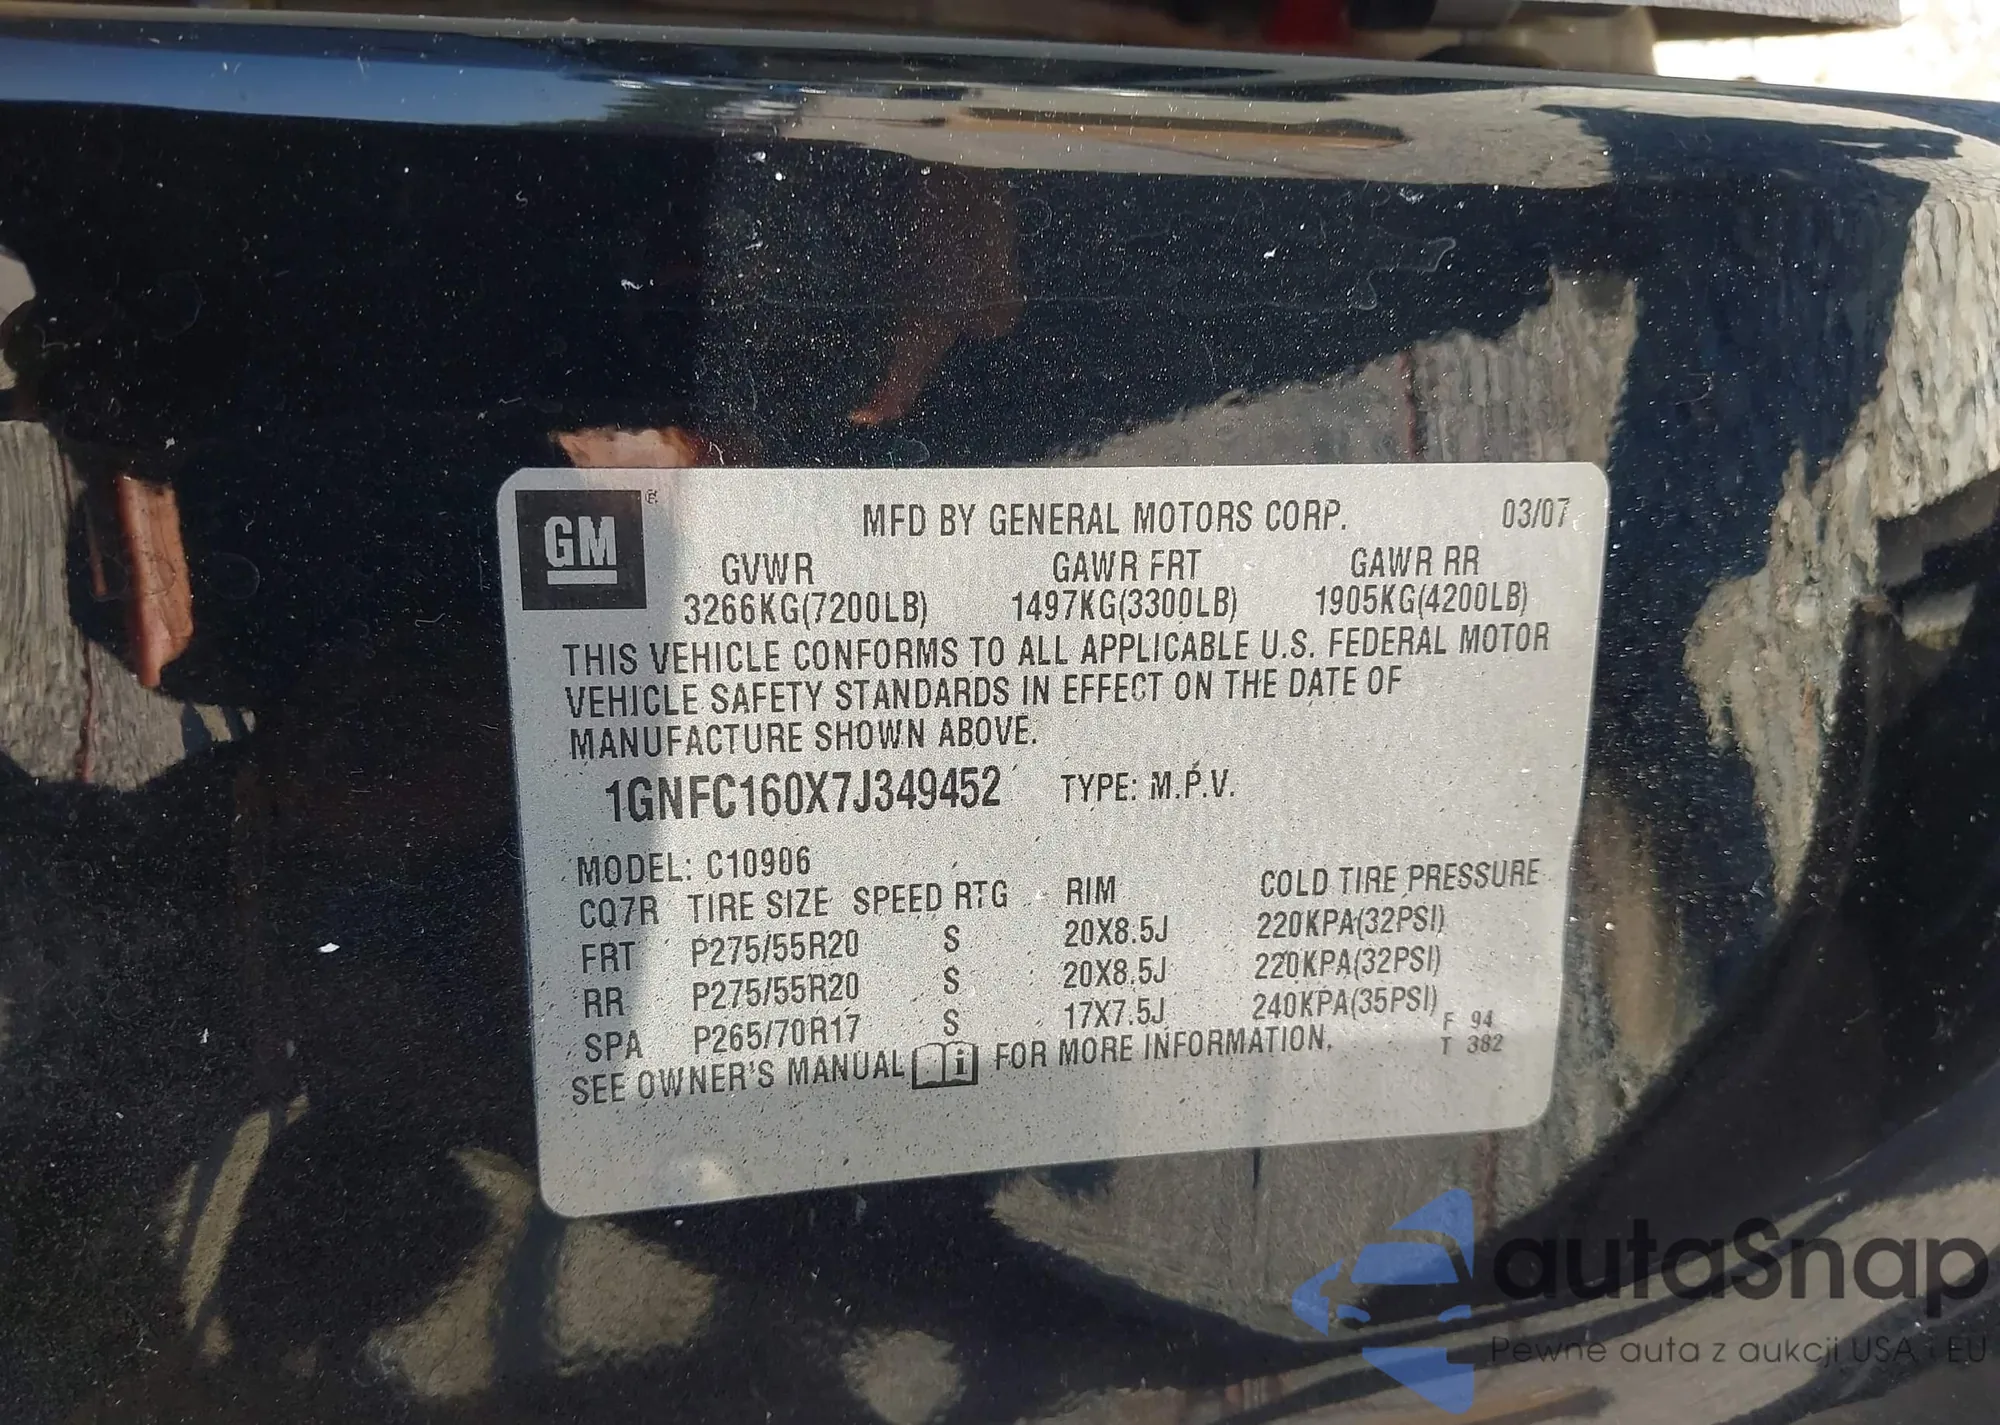 GM ®
MFD BY GENERAL MOTORS CORP. 03/07
GVWR GAWR FRT GAWR RR
3266KG(7200LB) 1497KG(3300LB) 1905KG(4200LB)
THIS VEHICLE CONFORMS TO ALL APPLICABLE U.S. FEDERAL MOTOR
VEHICLE SAFETY STANDARDS IN EFFECT ON THE DATE OF
MANUFACTURE SHOWN ABOVE.
1GNFC160X7J349452 TYPE: M.P.V.
MODEL: C10906
CQ7R TIRE SIZE SPEED RTG RIM COLD TIRE PRESSURE
FRT P275/55R20 S 20X8.5J 220KPA(32PSI)
RR P275/55R20 S 20X8.5J 220KPA(32PSI)
SPA P265/70R17 S 17X7.5J 240KPA(35PSI)
SEE OWNER'S MANUAL i FOR MORE INFORMATION.
F 94
T 382
autaSnap
Pewne auta z aukcji USA i EU